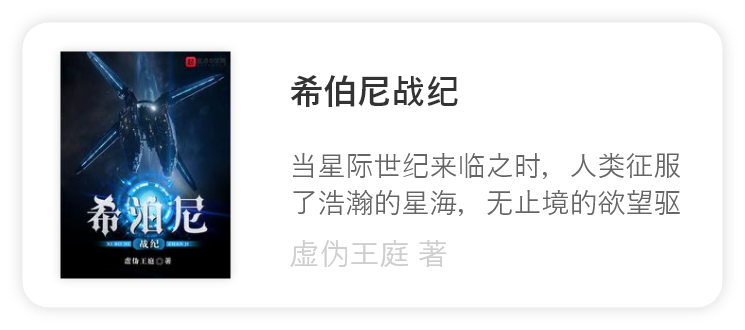 希伯尼
战纪
虚伪王庭◎著
希伯尼战纪
当星际世纪来临之时，人类征服
了浩瀚的星海，无止境的欲望驱
虚伪王庭 著